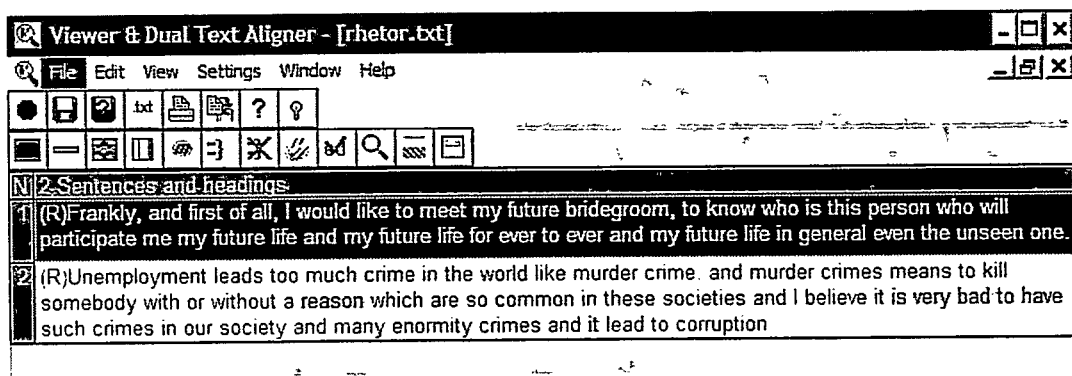 Viewer & Dual Text Aligner - [rhetor.txt]
File Edit View Settings Window Help
.txt ?
N 2-Sentences and headings
1 (R)Frankly, and first of all, I would like to meet my future bridegroom, to know who is this person who will
participate me my future life and my future life for ever to ever and my future life in general even the unseen one.
2 (R)Unemployment leads too much crime in the world like murder crime. and murder crimes means to kill
somebody with or without a reason which are so common in these societies and I believe it is very bad to have
such crimes in our society and many enormity crimes and it lead to corruption